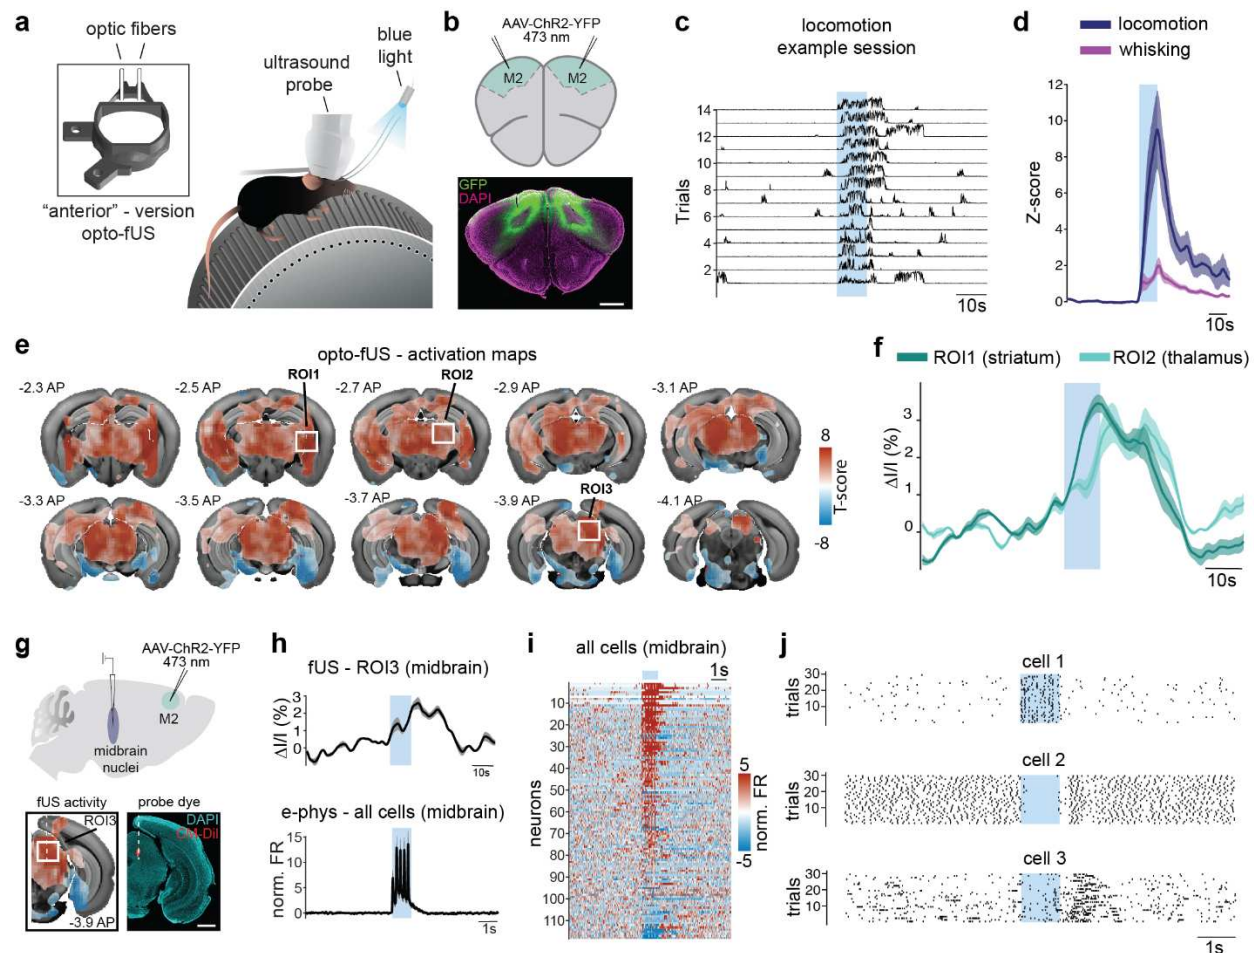 a
optic fibers
"anterior" - version
opto-fUS
ultrasound
probe
blue
light
b
AAV-ChR2-YFP
473 nm
M2
M2
GFP
DAPI
c
locomotion
example session
Trials
14
12
10
8
6
4
2
10s
d
locomotion
whisking
Z-score
12
10
8
6
4
2
0
10s
e
opto-fUS - activation maps
-2.3 AP
-2.5 AP
ROI1
-2.7 AP
ROI2
-2.9 AP
-3.1 AP
-3.3 AP
-3.5 AP
-3.7 AP
-3.9 AP
ROI3
-4.1 AP
8
T-score
-8
f
ROI1 (striatum)
ROI2 (thalamus)
ΔI/I (%)
3
2
1
0
10s
g
AAV-ChR2-YFP
473 nm
M2
midbrain
nuclei
fUS activity
ROI3
-3.9 AP
probe dye
DAPI
CM-DiI
h
fUS - ROI3 (midbrain)
ΔI/I (%)
3
2
1
0
10s
e-phys - all cells (midbrain)
norm. FR
15
10
5
0
1s
i
all cells (midbrain)
1s
neurons
10
20
30
40
50
60
70
80
90
100
110
5
norm. FR
-5
j
cell 1
trials
30
20
10
cell 2
trials
30
20
10
cell 3
trials
30
20
10
1s